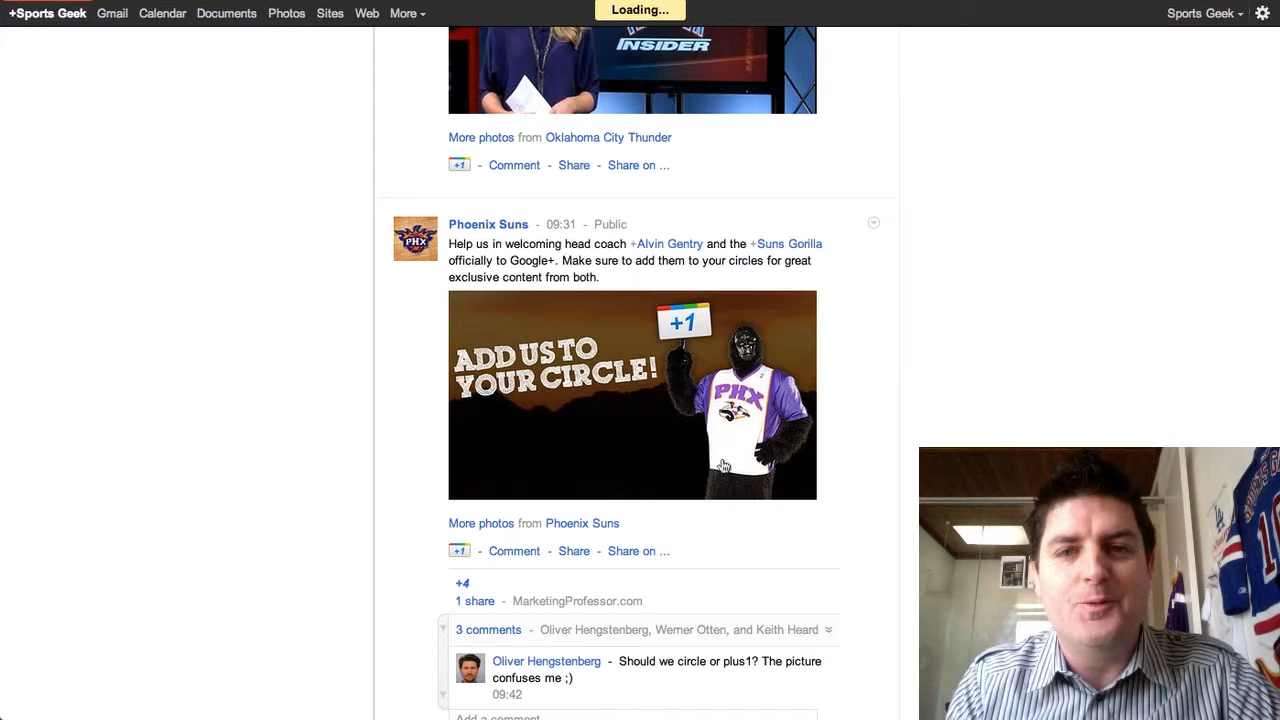 +Sports Geek Gmail Calendar Documents Photos Sites Web More
Loading...
Sports Geek
INSIDER
More photos from Oklahoma City Thunder
+1 - Comment - Share - Share on ...
Phoenix Suns - 09:31 - Public
Help us in welcoming head coach +Alvin Gentry and the +Suns Gorilla
officially to Google+. Make sure to add them to your circles for great
exclusive content from both.
+1
ADD US TO
YOUR CIRCLE!
PHX
PHX
More photos from Phoenix Suns
+1 - Comment - Share - Share on ...
+4
1 share - MarketingProfessor.com
3 comments - Oliver Hengstenberg, Werner Otten, and Keith Heard
Oliver Hengstenberg - Should we circle or plus1? The picture
confuses me ;)
09:42
Add a comment...